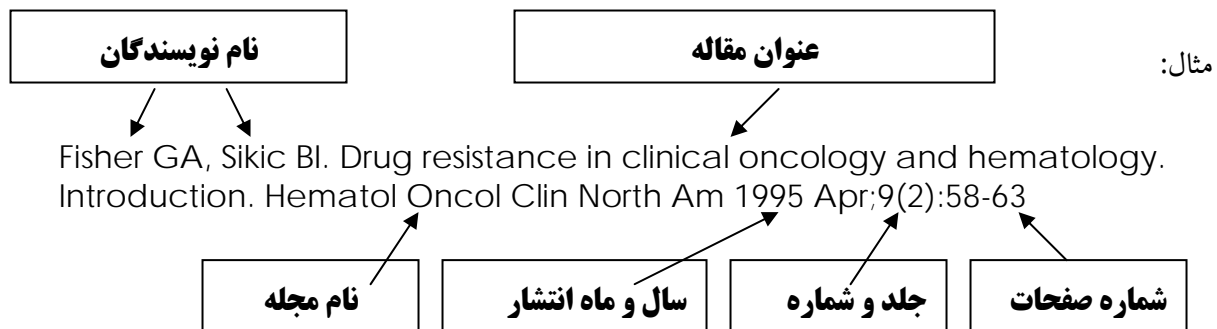 نام نویسندگان
عنوان مقاله
مثال:
Fisher GA, Sikic BI. Drug resistance in clinical oncology and hematology.
Introduction. Hematol Oncol Clin North Am 1995 Apr;9(2):58-63
نام مجله
سال و ماه انتشار
جلد و شماره
شماره صفحات